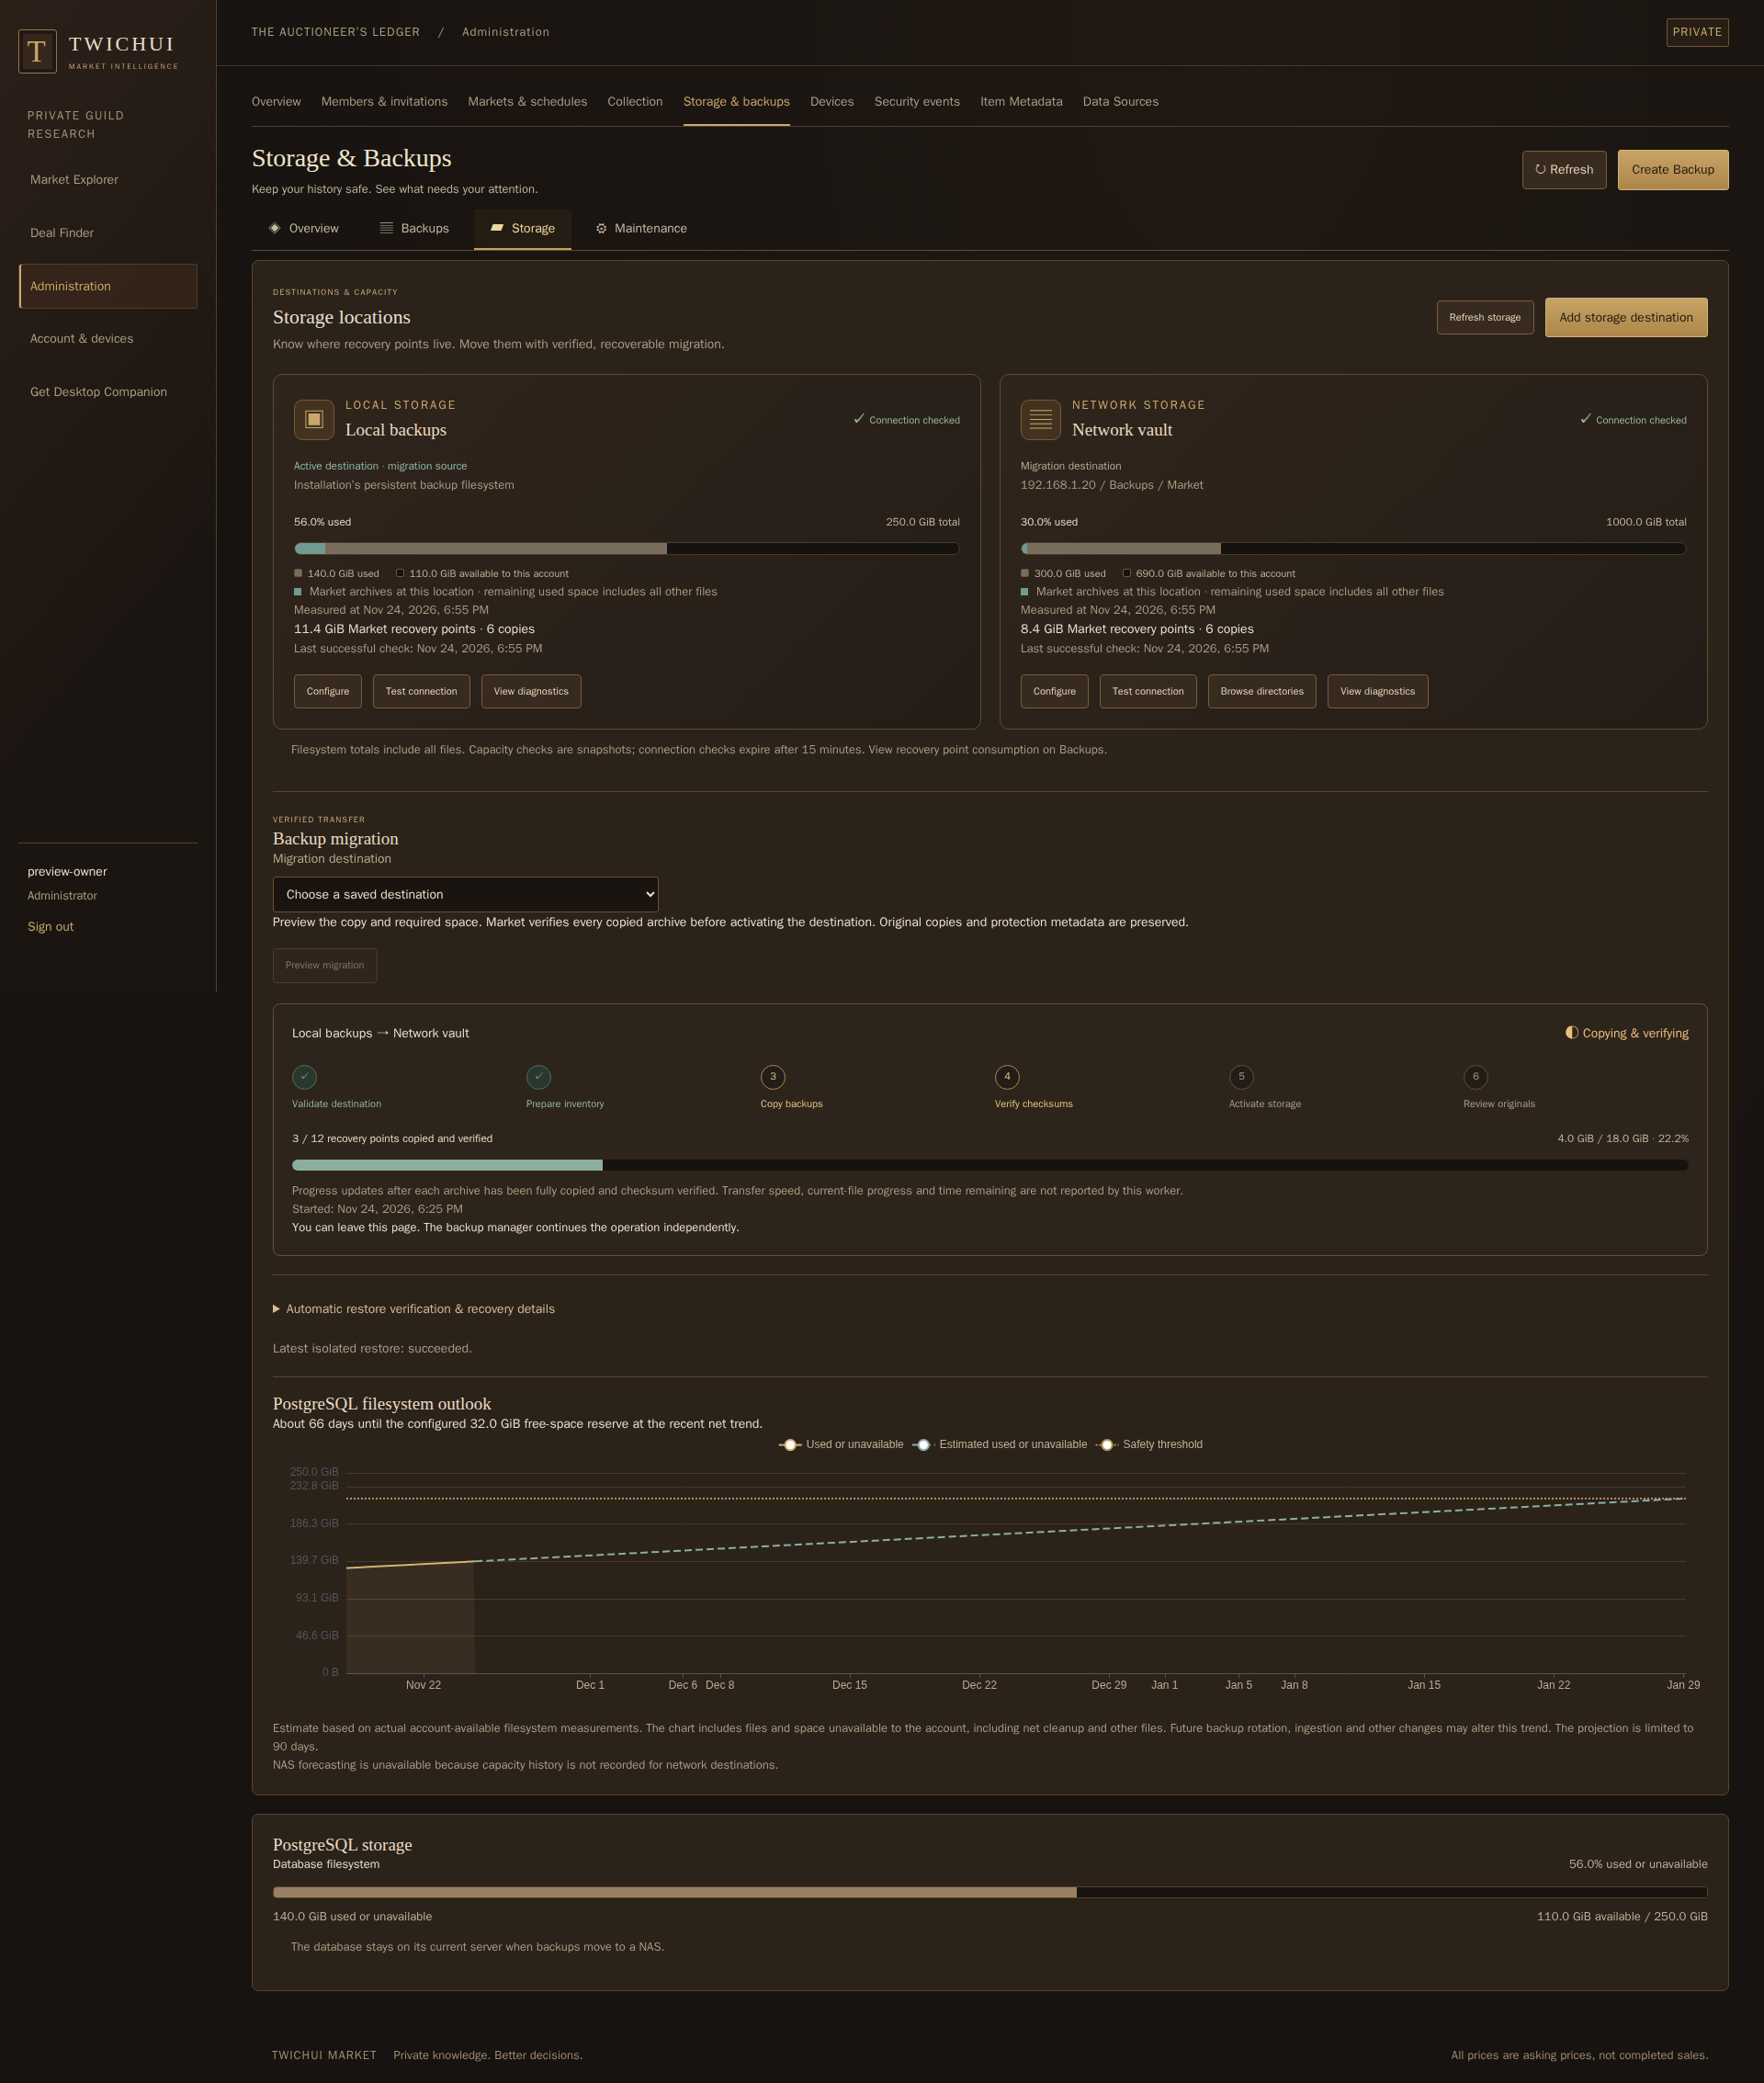 T
TWICHUI
MARKET INTELLIGENCE
PRIVATE GUILD
RESEARCH
Market Explorer
Deal Finder
Administration
Account & devices
Get Desktop Companion
preview-owner
Administrator
Sign out
THE AUCTIONEER'S LEDGER / Administration
PRIVATE
Overview Members & invitations Markets & schedules Collection Storage & backups Devices Security events Item Metadata Data Sources
Storage & Backups
Keep your history safe. See what needs your attention.
↻ Refresh
Create Backup
Overview Backups Storage Maintenance
DESTINATIONS & CAPACITY
Storage locations
Know where recovery points live. Move them with verified, recoverable migration.
Refresh storage
Add storage destination
LOCAL STORAGE
Local backups
✓ Connection checked
Active destination · migration source
Installation's persistent backup filesystem
56.0% used 250.0 GiB total
140.0 GiB used 110.0 GiB available to this account
Market archives at this location · remaining used space includes all other files
Measured at Nov 24, 2026, 6:55 PM
11.4 GiB Market recovery points · 6 copies
Last successful check: Nov 24, 2026, 6:55 PM
Configure Test connection View diagnostics
NETWORK STORAGE
Network vault
✓ Connection checked
Migration destination
192.168.1.20 / Backups / Market
30.0% used 1000.0 GiB total
300.0 GiB used 690.0 GiB available to this account
Market archives at this location · remaining used space includes all other files
Measured at Nov 24, 2026, 6:55 PM
8.4 GiB Market recovery points · 6 copies
Last successful check: Nov 24, 2026, 6:55 PM
Configure Test connection Browse directories View diagnostics
Filesystem totals include all files. Capacity checks are snapshots; connection checks expire after 15 minutes. View recovery point consumption on Backups.
VERIFIED TRANSFER
Backup migration
Migration destination
Choose a saved destination
Preview the copy and required space. Market verifies every copied archive before activating the destination. Original copies and protection metadata are preserved.
Preview migration
Local backups → Network vault
Copying & verifying
✓ ✓ 3 4 5 6
Validate destination Prepare inventory Copy backups Verify checksums Activate storage Review originals
3 / 12 recovery points copied and verified 4.0 GiB / 18.0 GiB · 22.2%
Progress updates after each archive has been fully copied and checksum verified. Transfer speed, current-file progress and time remaining are not reported by this worker.
Started: Nov 24, 2026, 6:25 PM
You can leave this page. The backup manager continues the operation independently.
Automatic restore verification & recovery details
Latest isolated restore: succeeded.
PostgreSQL filesystem outlook
About 66 days until the configured 32.0 GiB free-space reserve at the recent net trend.
Used or unavailable Estimated used or unavailable Safety threshold
250.0 GiB
232.8 GiB
186.3 GiB
139.7 GiB
93.1 GiB
46.6 GiB
0 B
Nov 22 Dec 1 Dec 6 Dec 8 Dec 15 Dec 22 Dec 29 Jan 1 Jan 5 Jan 8 Jan 15 Jan 22 Jan 29
Estimate based on actual account-available filesystem measurements. The chart includes files and space unavailable to the account, including net cleanup and other files. Future backup rotation, ingestion and other changes may alter this trend. The projection is limited to
90 days.
NAS forecasting is unavailable because capacity history is not recorded for network destinations.
PostgreSQL storage
Database filesystem 56.0% used or unavailable
140.0 GiB used or unavailable 110.0 GiB available / 250.0 GiB
The database stays on its current server when backups move to a NAS.
TWICHUI MARKET Private knowledge. Better decisions. All prices are asking prices, not completed sales.